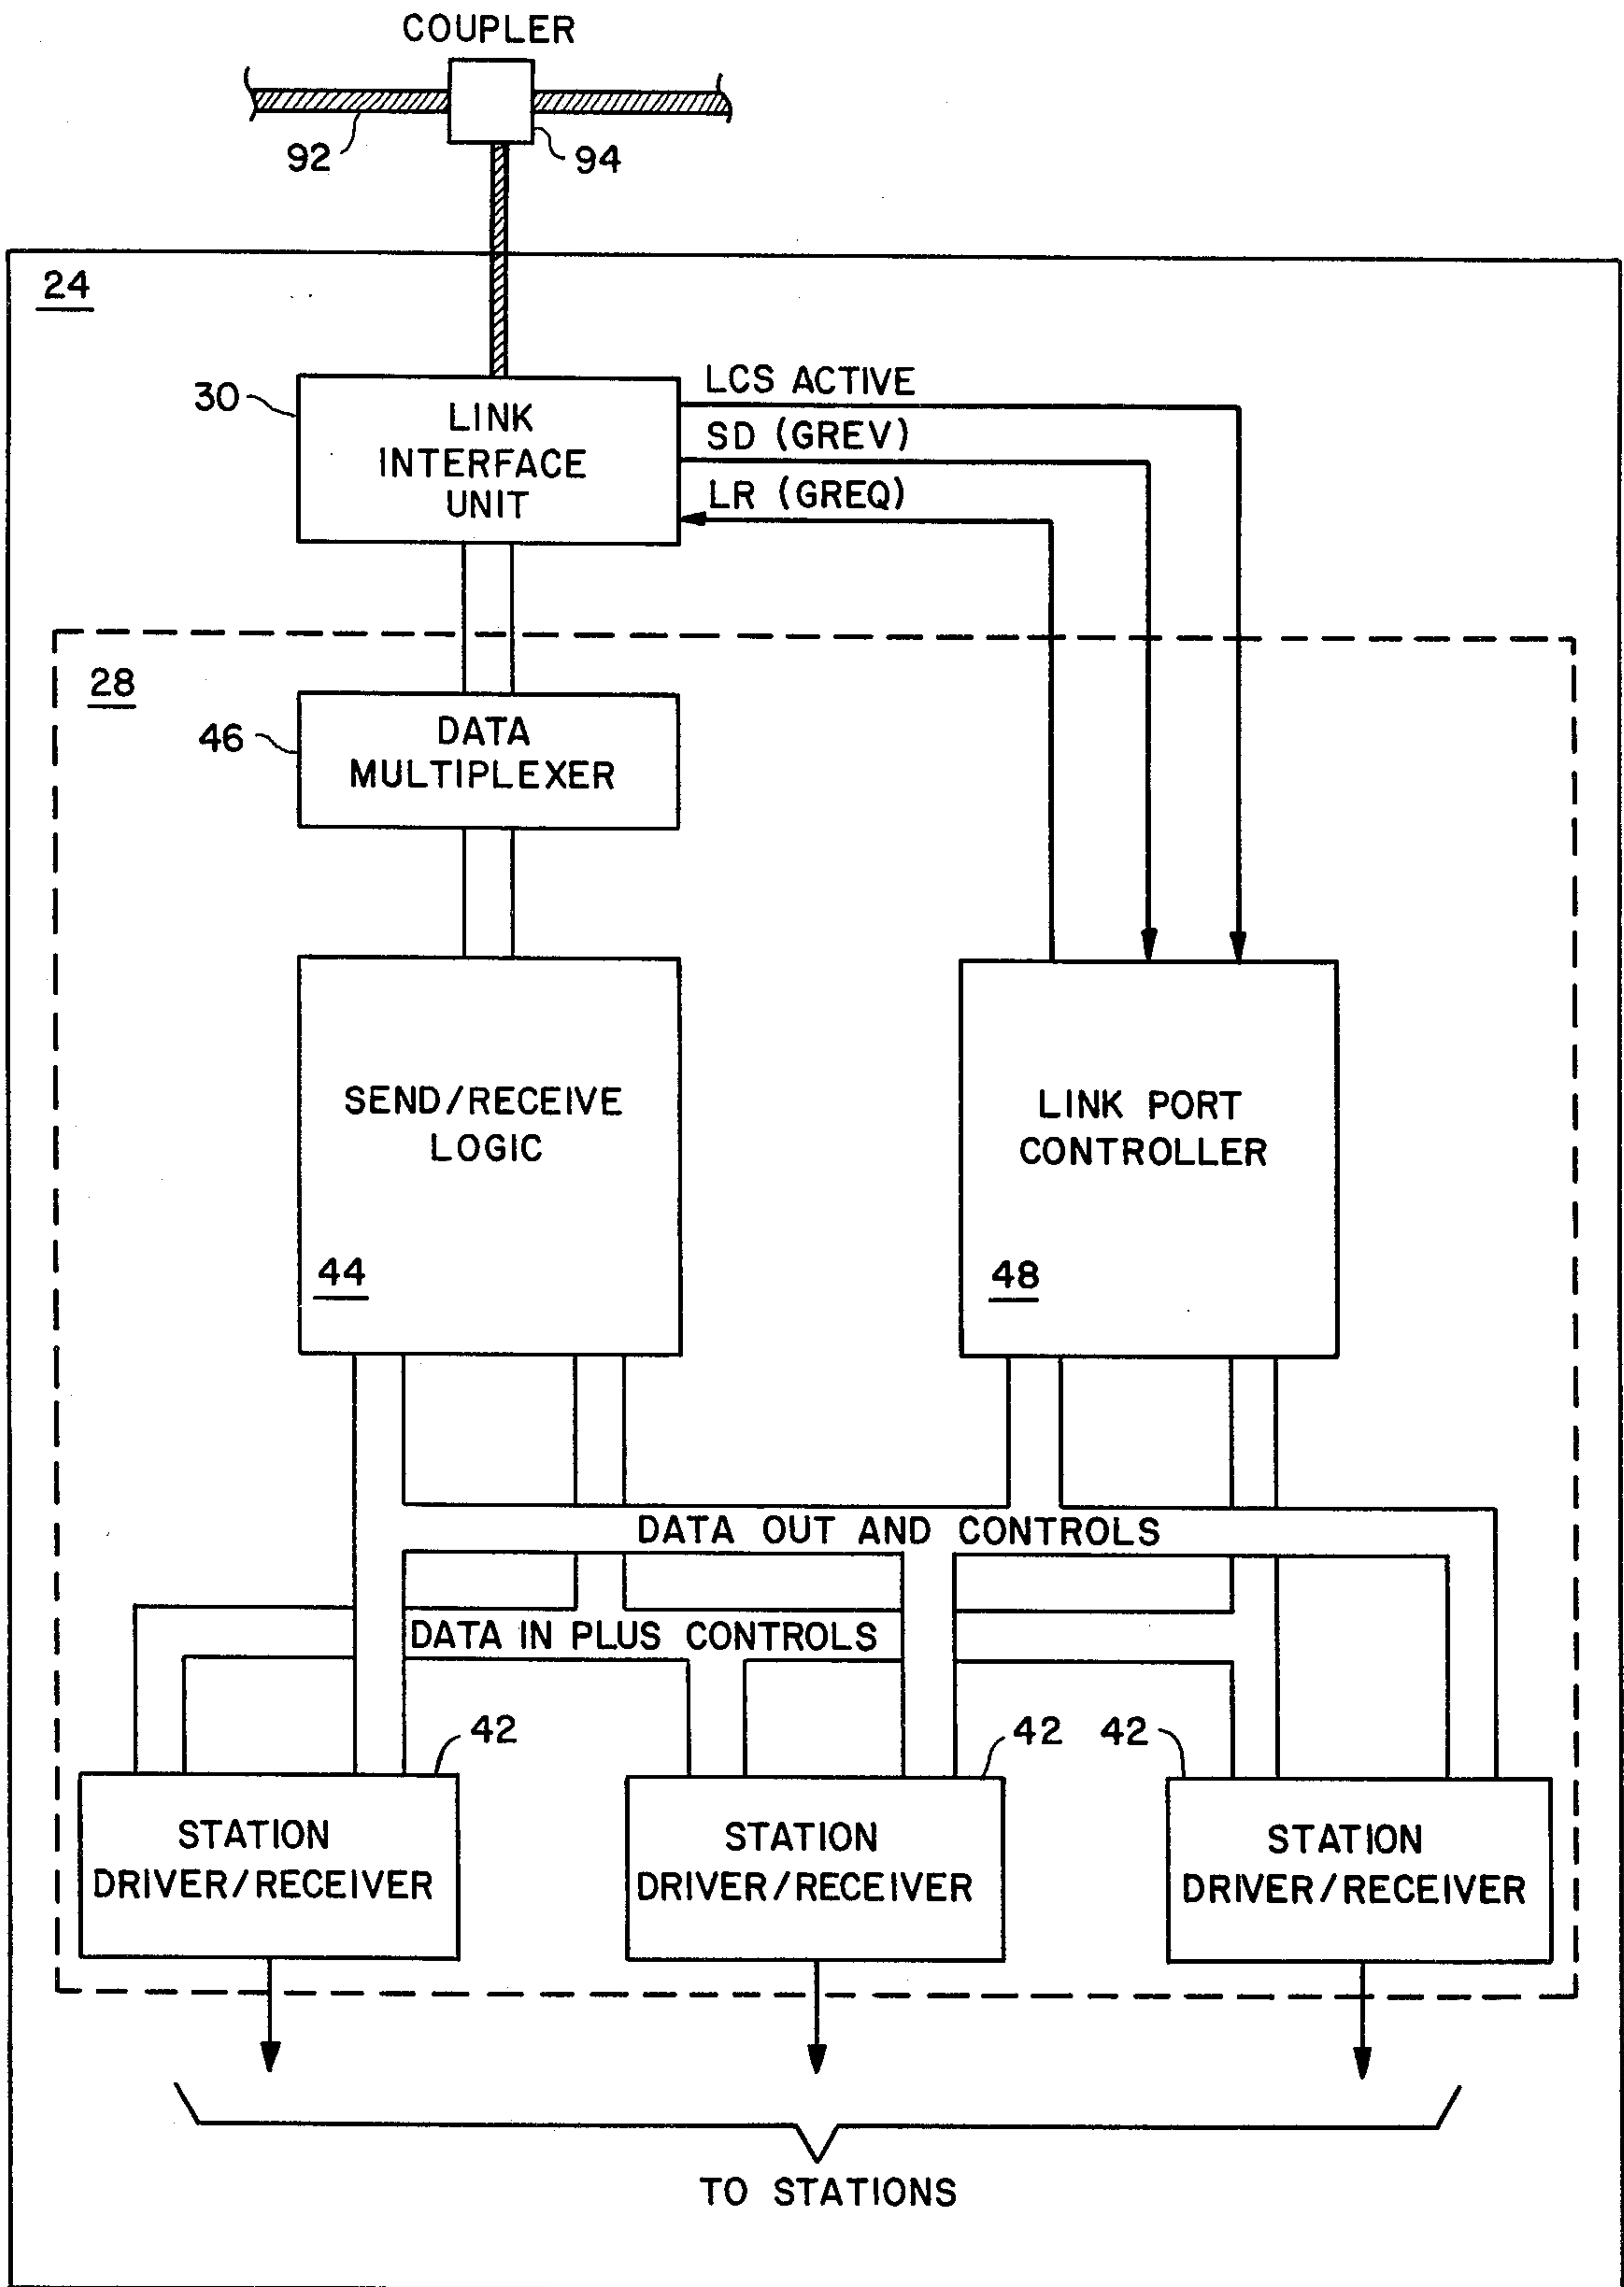 COUPLER
92
94
24
30
LINK
INTERFACE
UNIT
LCS ACTIVE
SD (GREV)
LR (GREQ)
28
46
DATA
MULTIPLEXER
SEND/RECEIVE
LOGIC
44
LINK PORT
CONTROLLER
48
DATA OUT AND CONTROLS
DATA IN PLUS CONTROLS
42
42
42
STATION
DRIVER/RECEIVER
STATION
DRIVER/RECEIVER
STATION
DRIVER/RECEIVER
TO STATIONS